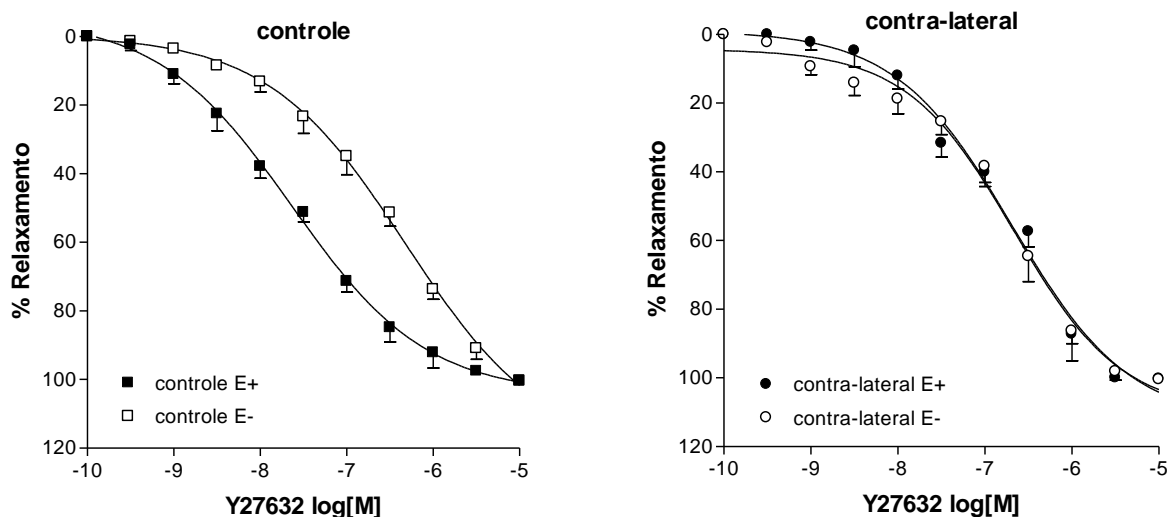 controle
% Relaxamento
0
20
40
60
80
100
120
controle E+
controle E-
-10 -9 -8 -7 -6 -5
Y27632 log[M]
contra-lateral
% Relaxamento
0
20
40
60
80
100
120
contra-lateral E+
contra-lateral E-
-10 -9 -8 -7 -6 -5
Y27632 log[M]